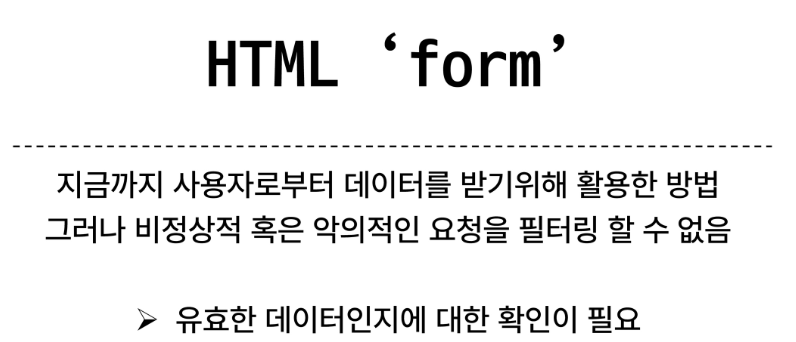 HTML ‘form’
지금까지 사용자로부터 데이터를 받기위해 활용한 방법
그러나 비정상적 혹은 악의적인 요청을 필터링 할 수 없음
➢ 유효한 데이터인지에 대한 확인이 필요